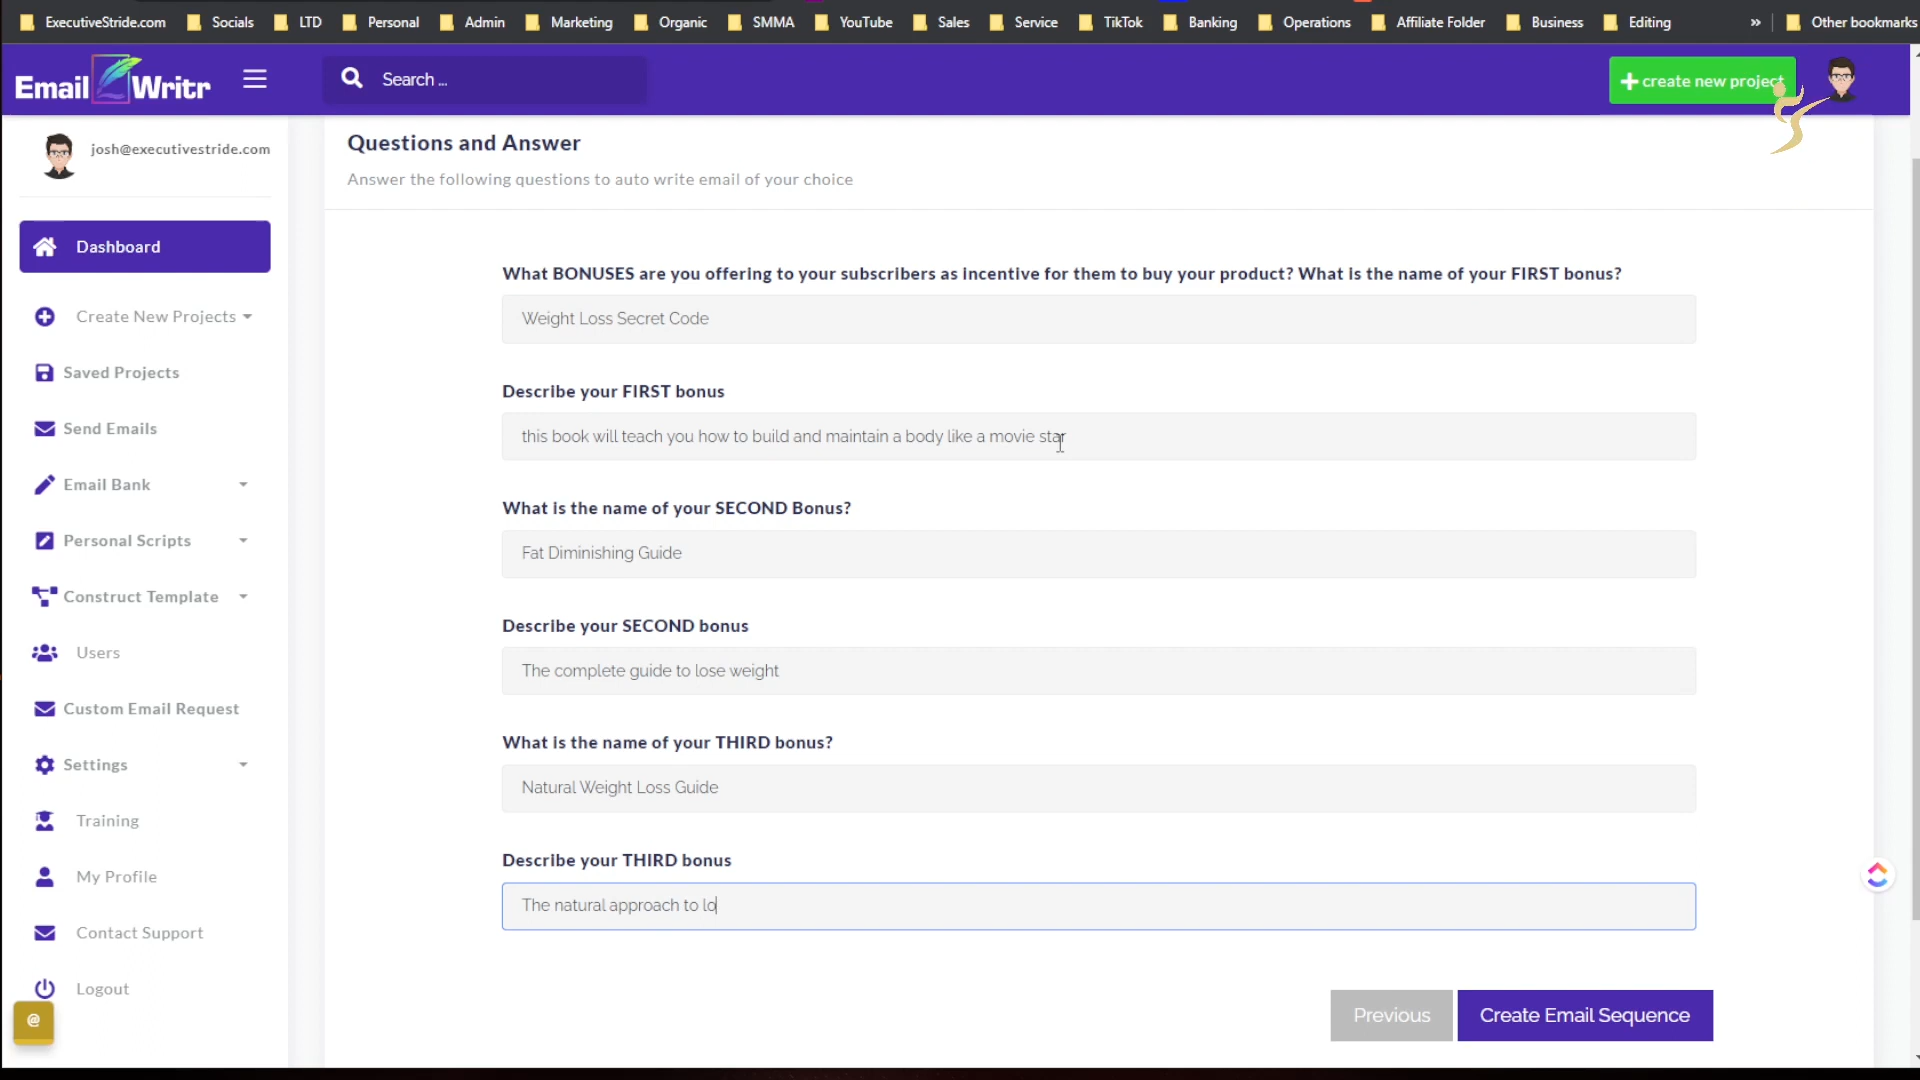 ExecutiveStride.com Socials LTD Personal Admin Marketing Organic SMMA YouTube Sales Service TikTok Banking Operations Affiliate Folder Business Editing » Other bookmarks
Email Writr Search ... create new project
josh@executivestride.com
Dashboard
Create New Projects
Saved Projects
Send Emails
Email Bank
Personal Scripts
Construct Template
Users
Custom Email Request
Settings
Training
My Profile
Contact Support
Logout
@
Questions and Answer
Answer the following questions to auto write email of your choice
What BONUSES are you offering to your subscribers as incentive for them to buy your product? What is the name of your FIRST bonus?
Weight Loss Secret Code
Describe your FIRST bonus
this book will teach you how to build and maintain a body like a movie star
What is the name of your SECOND Bonus?
Fat Diminishing Guide
Describe your SECOND bonus
The complete guide to lose weight
What is the name of your THIRD bonus?
Natural Weight Loss Guide
Describe your THIRD bonus
The natural approach to lo
Previous Create Email Sequence